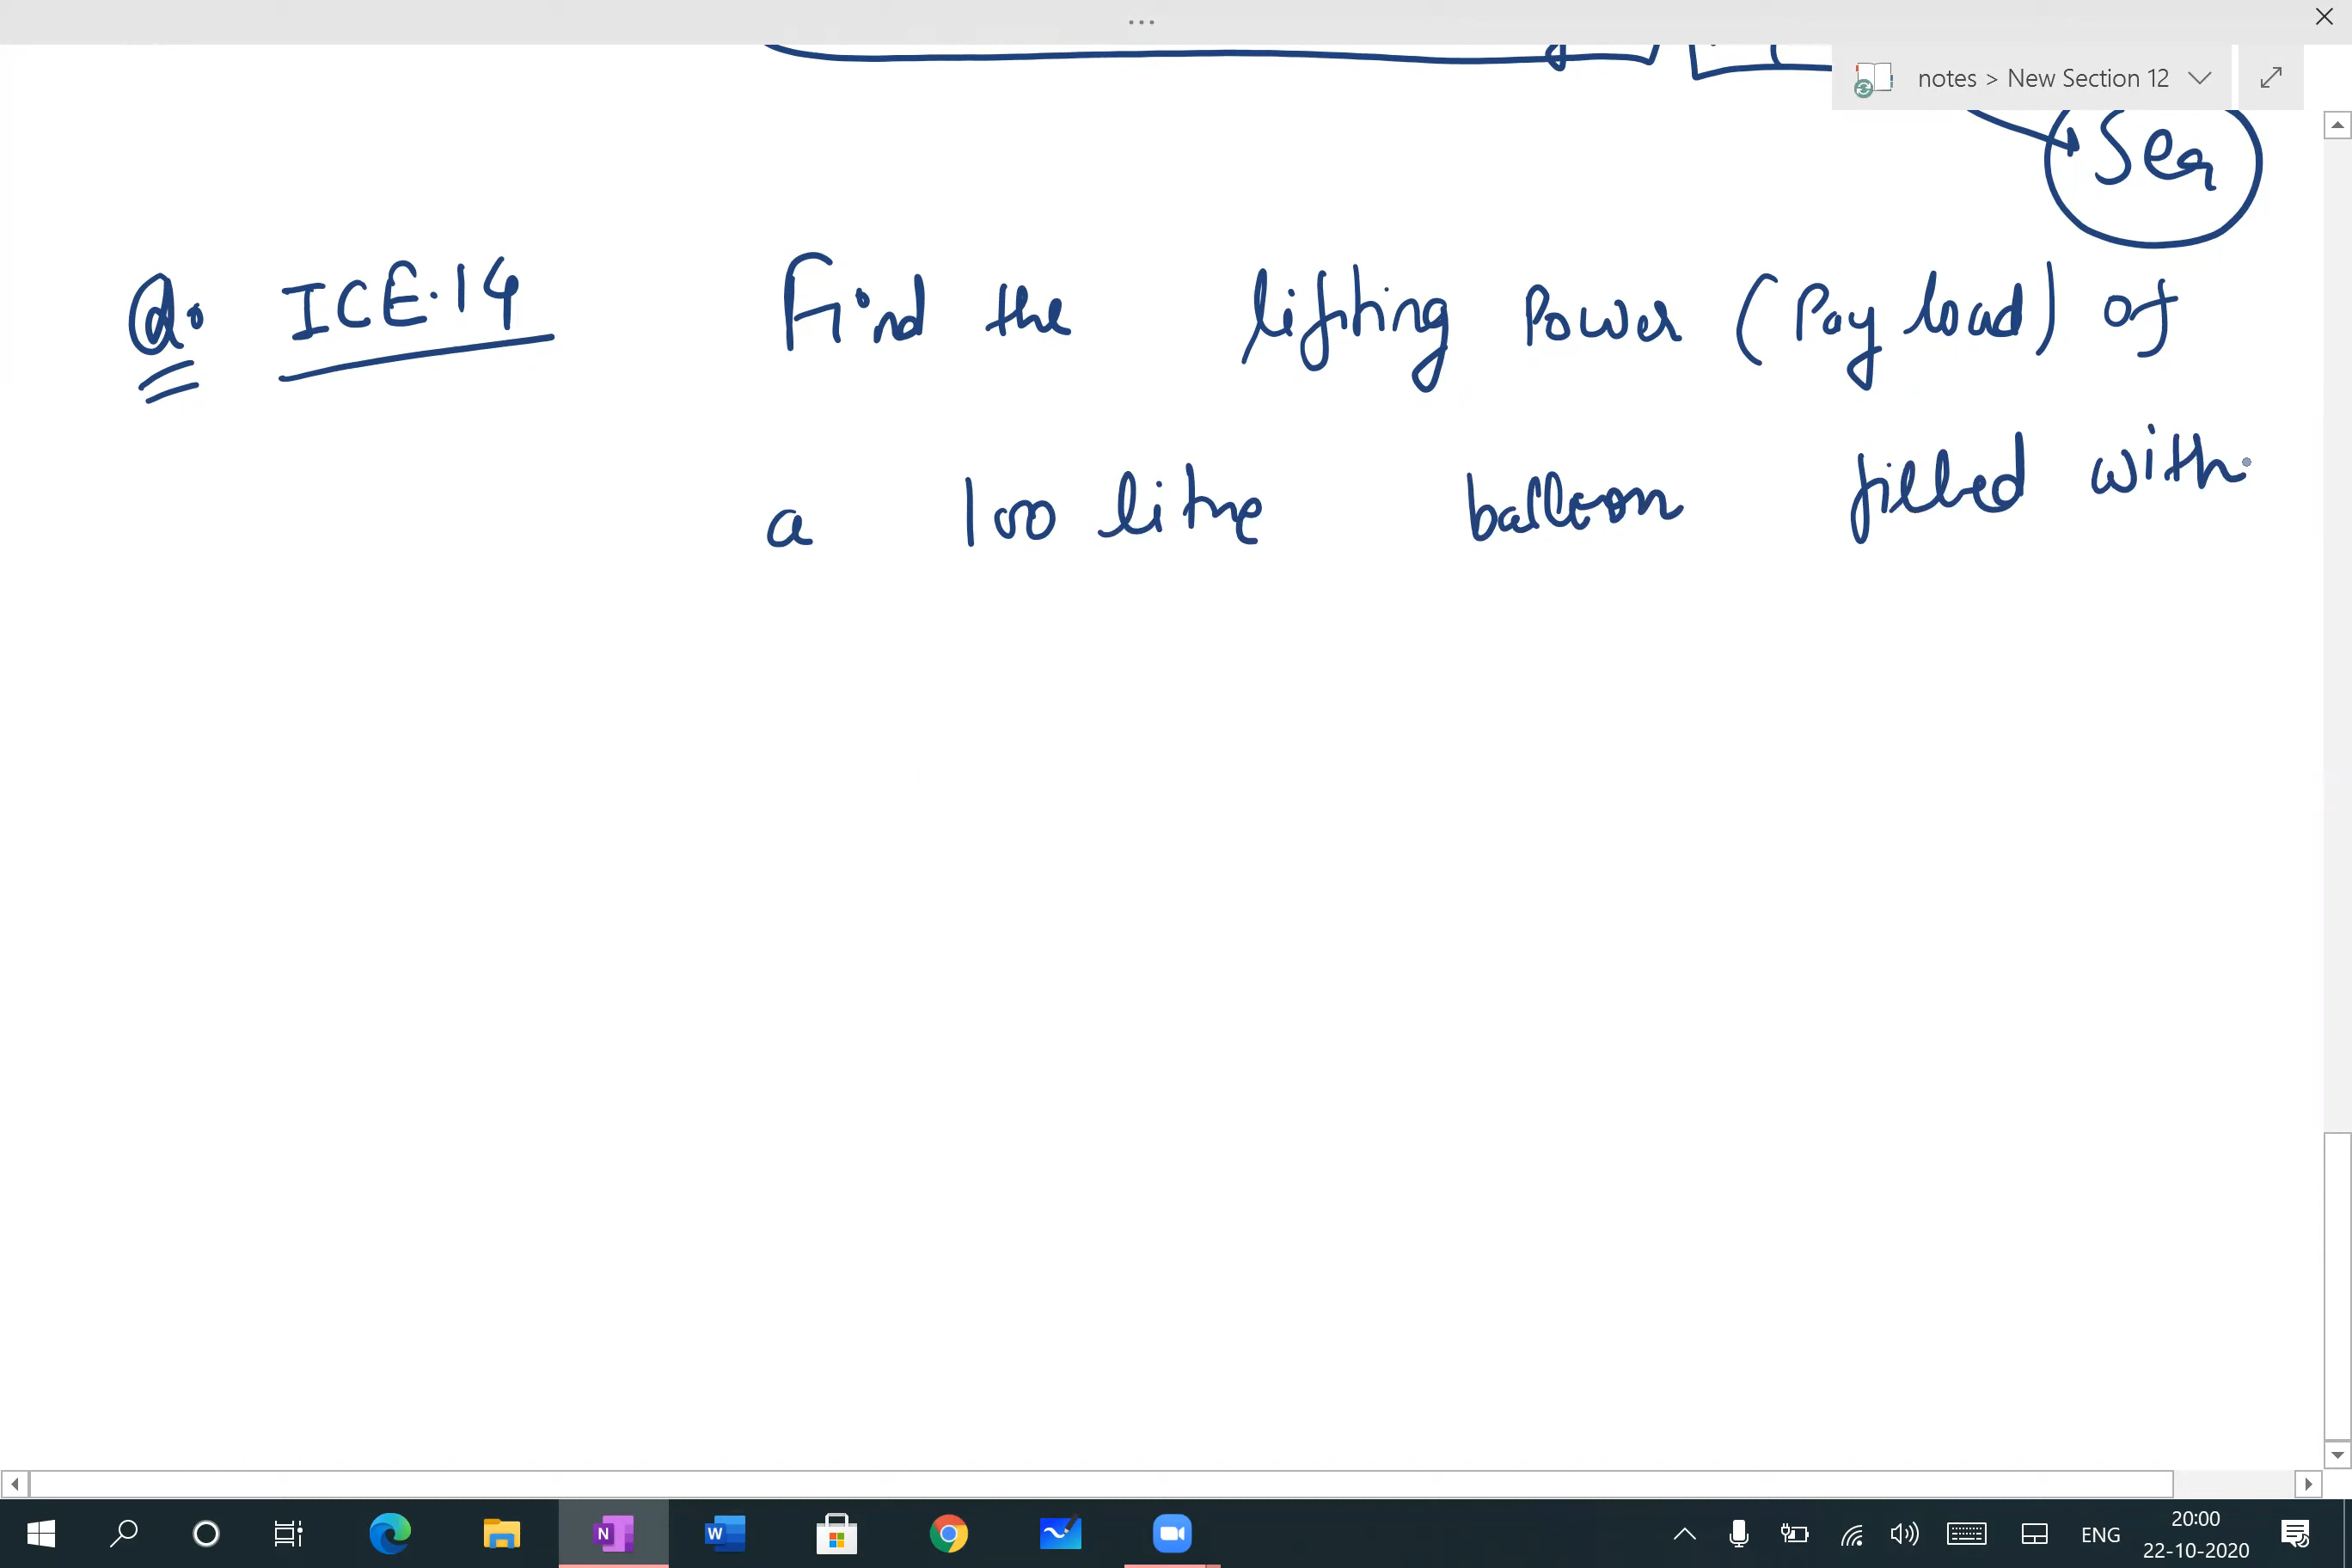 notes > New Section 12
Sea
Q. ICE.14 Find the lifting Power (Pay load) of
a 100 litre balloon filled with
N
W
ENG
20:00
22-10-2020